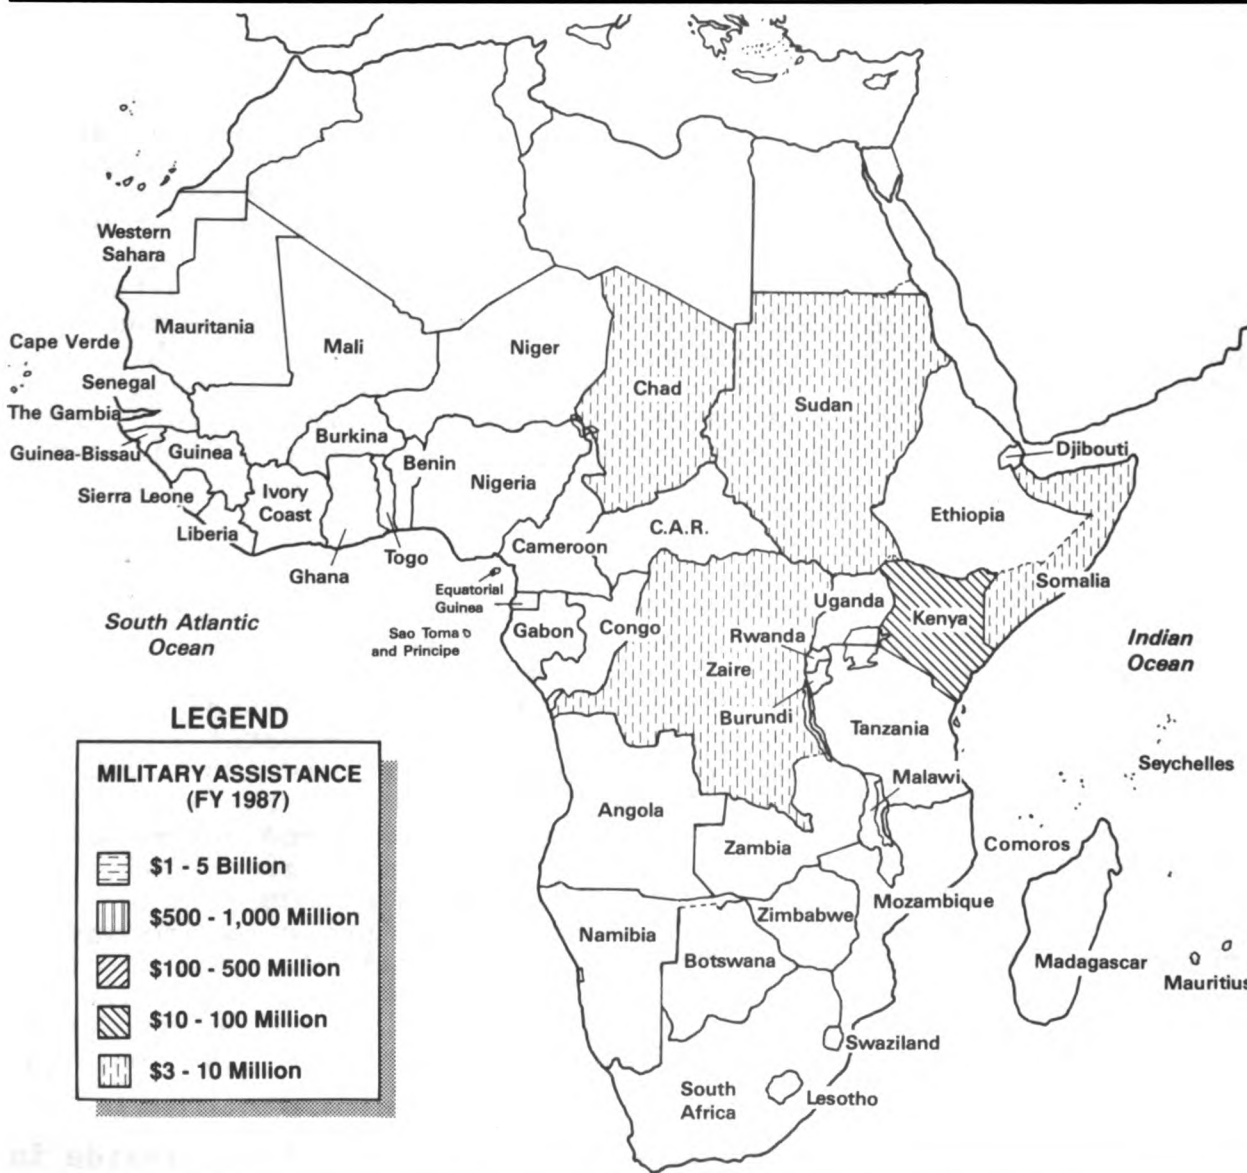 Western
Sahara
Mauritania
Mali
Niger
Chad
Sudan
Cape Verde
Senegal
The Gambia
Guinea-Bissau
Guinea
Burkina
Benin
Nigeria
Djibouti
Sierra Leone
Ivory
Coast
Ethiopia
Liberia
Ghana
Togo
Cameroon
C.A.R.
Somalia
Equatorial
Guinea
Uganda
Kenya
South Atlantic
Ocean
Sao Toma
and Principe
Gabon
Congo
Rwanda
Zaire
Indian
Ocean
Burundi
Tanzania
Seychelles
Malawi
Angola
Zambia
Comoros
Mozambique
Zimbabwe
Namibia
Botswana
Madagascar
Mauritius
Swaziland
South
Africa
Lesotho
LEGEND
MILITARY ASSISTANCE
(FY 1987)
$1 - 5 Billion
$500 - 1,000 Million
$100 - 500 Million
$10 - 100 Million
$3 - 10 Million